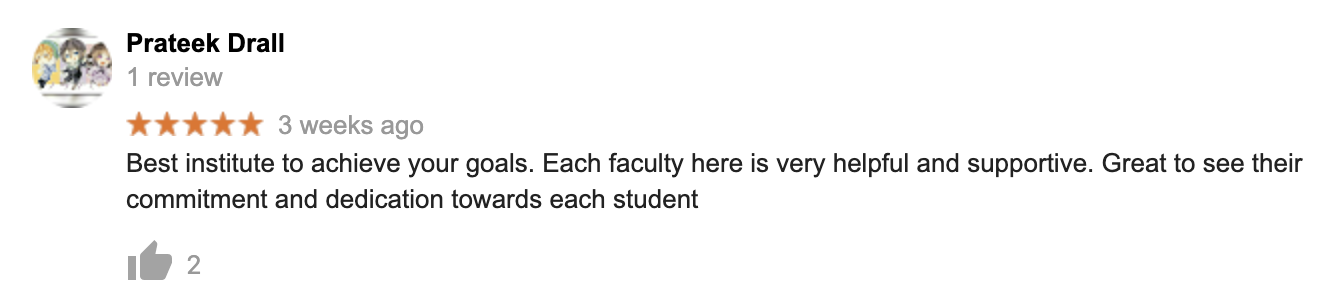 Prateek Drall
1 review
3 weeks ago
Best institute to achieve your goals. Each faculty here is very helpful and supportive. Great to see their
commitment and dedication towards each student
2